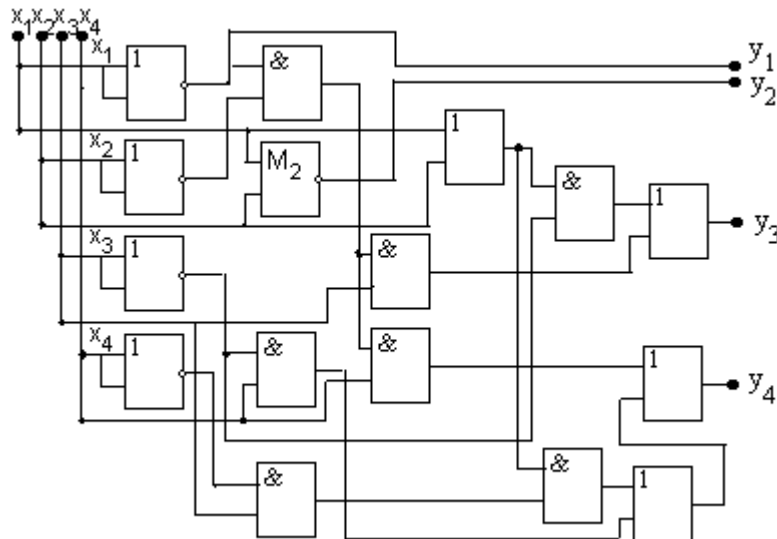 x₁x₂x₃x₄
x₁ 1 & y₁
y₂
x₂ 1 M₂ 1
& 1 y₃
x₃ 1 &
x₄ 1 & & 1 y₄
& & 1